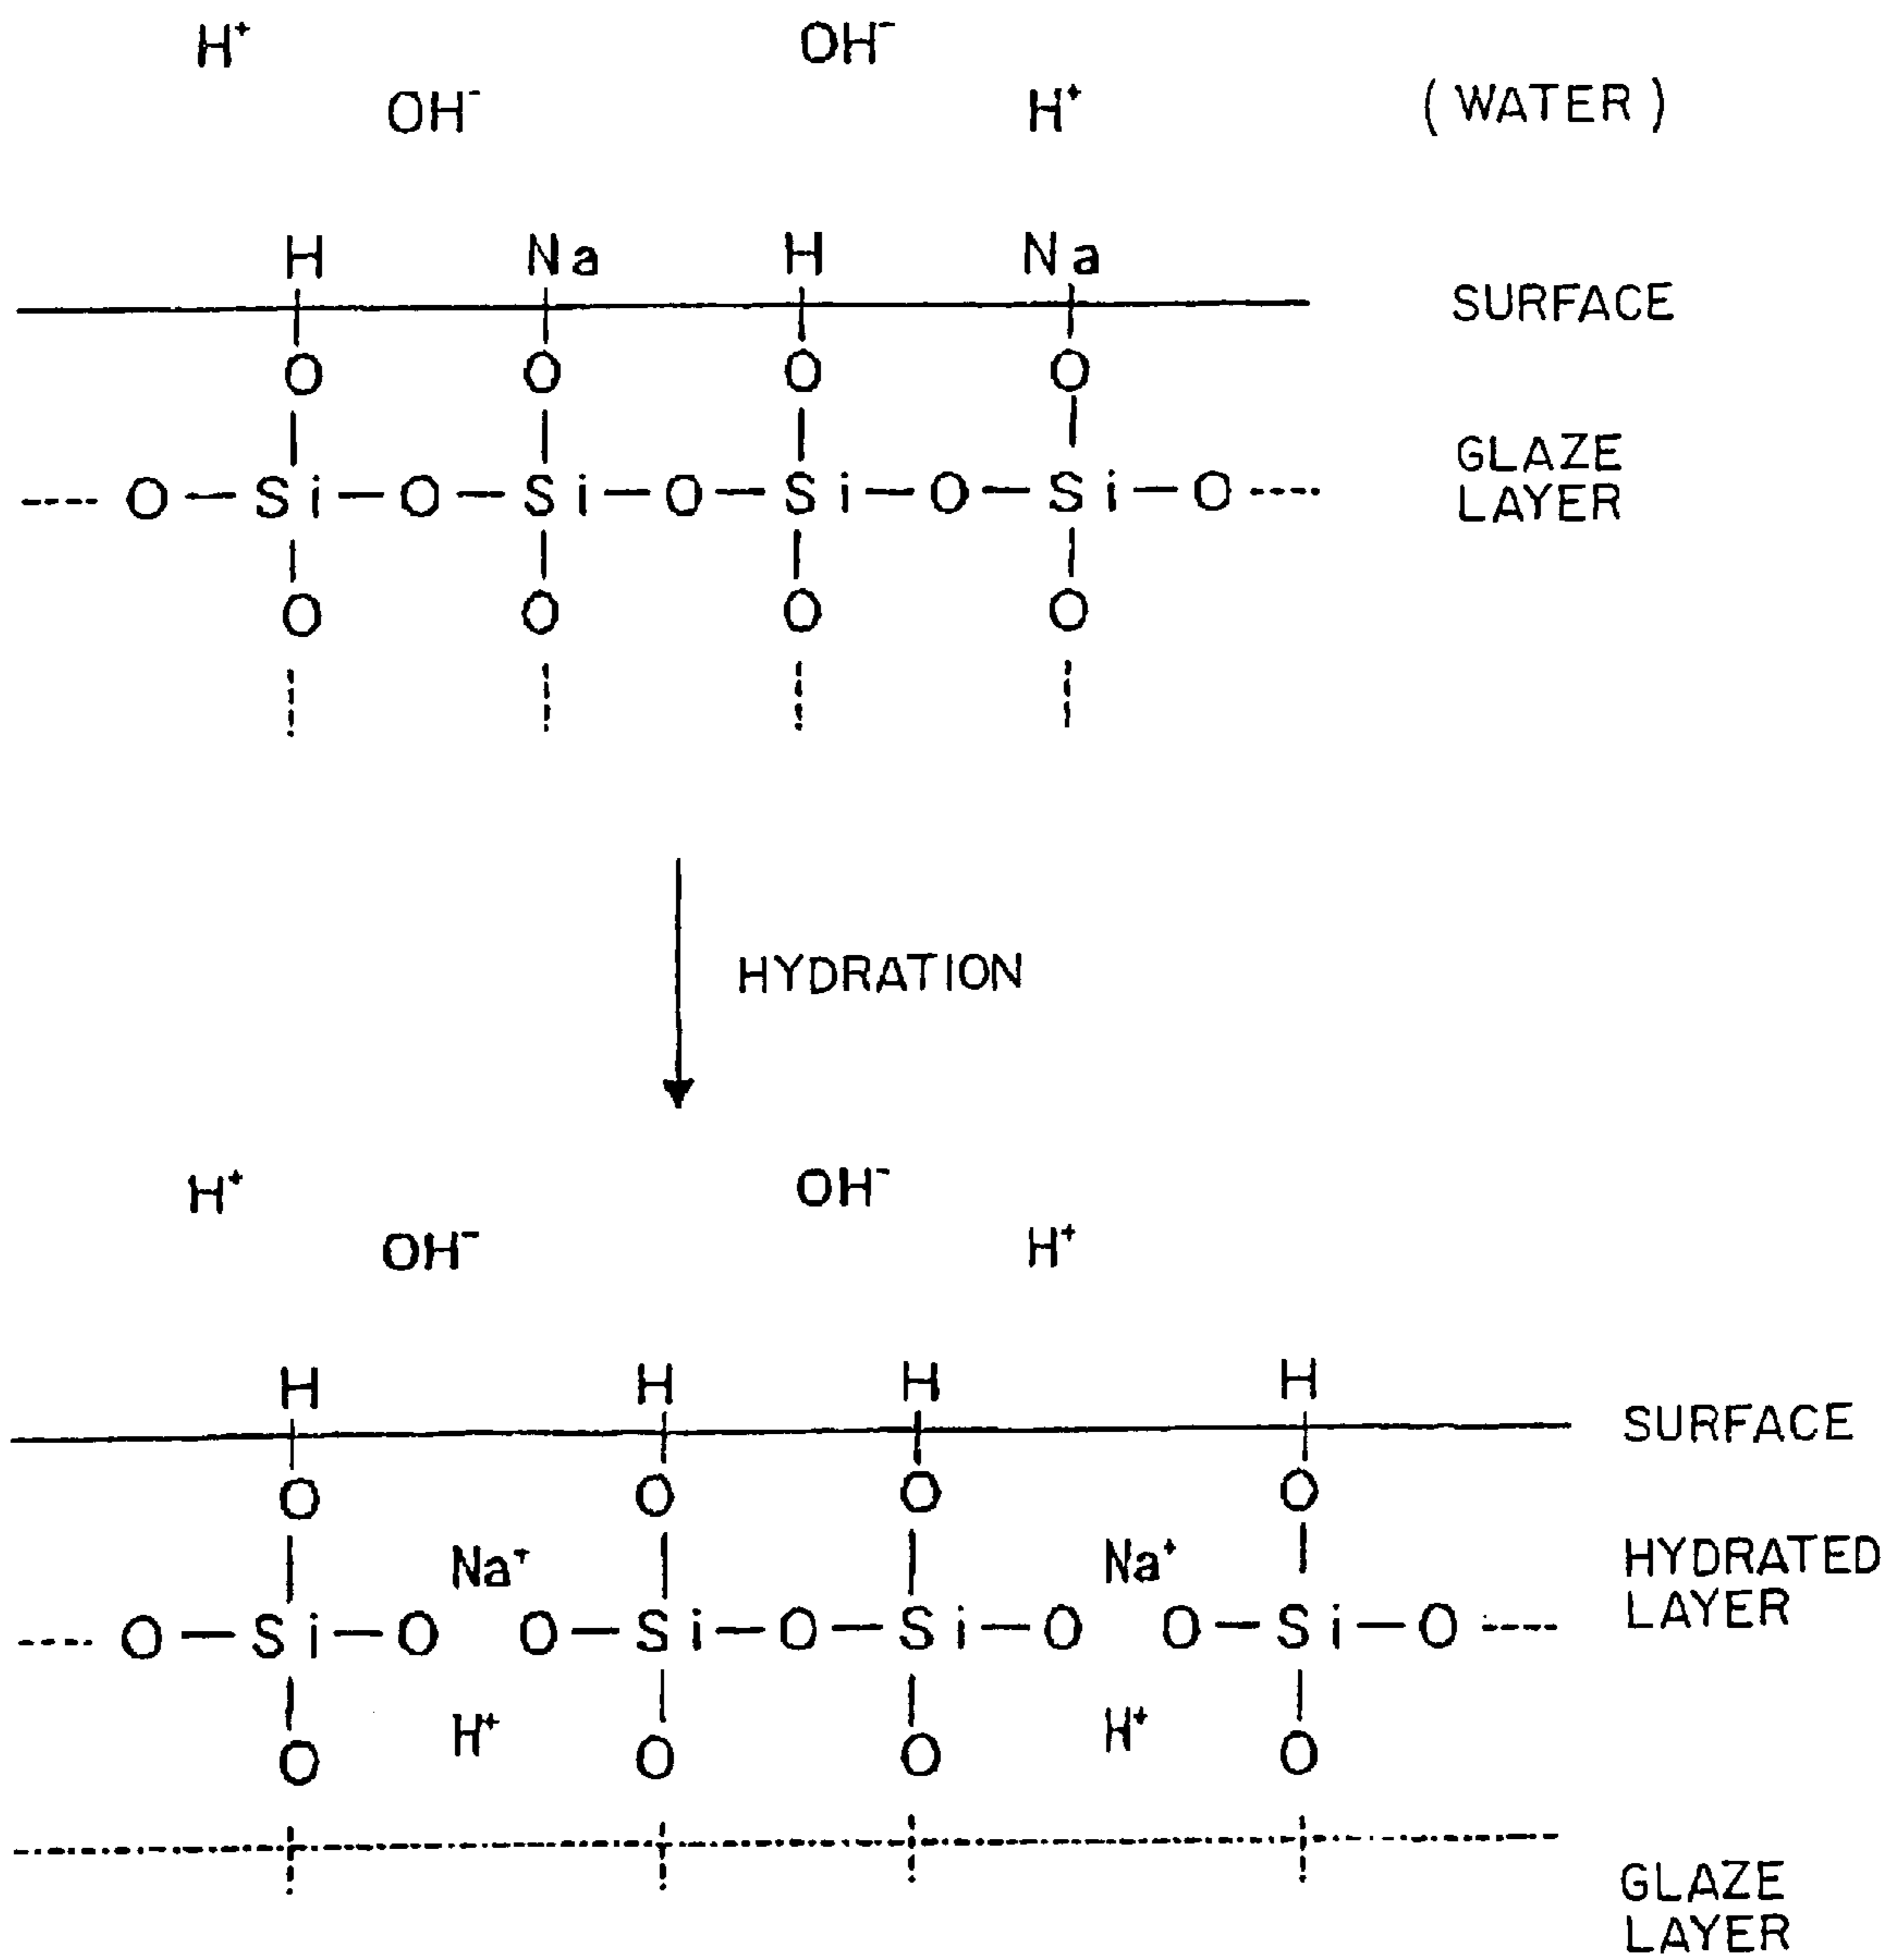 H⁺ OH⁻
OH⁻ H⁺ (WATER)
H Na H Na
SURFACE
O O O O
GLAZE
LAYER
---- O — Si — O — Si — O — Si — O — Si — O ----
O O O O
HYDRATION
H⁺ OH⁻
OH⁻ H⁺
H H H H
SURFACE
O O O O
Na⁺ Na⁺
HYDRATED
LAYER
---- O — Si — O O — Si — O — Si — O O — Si — O ----
H⁺ H⁺
O O O O
GLAZE
LAYER